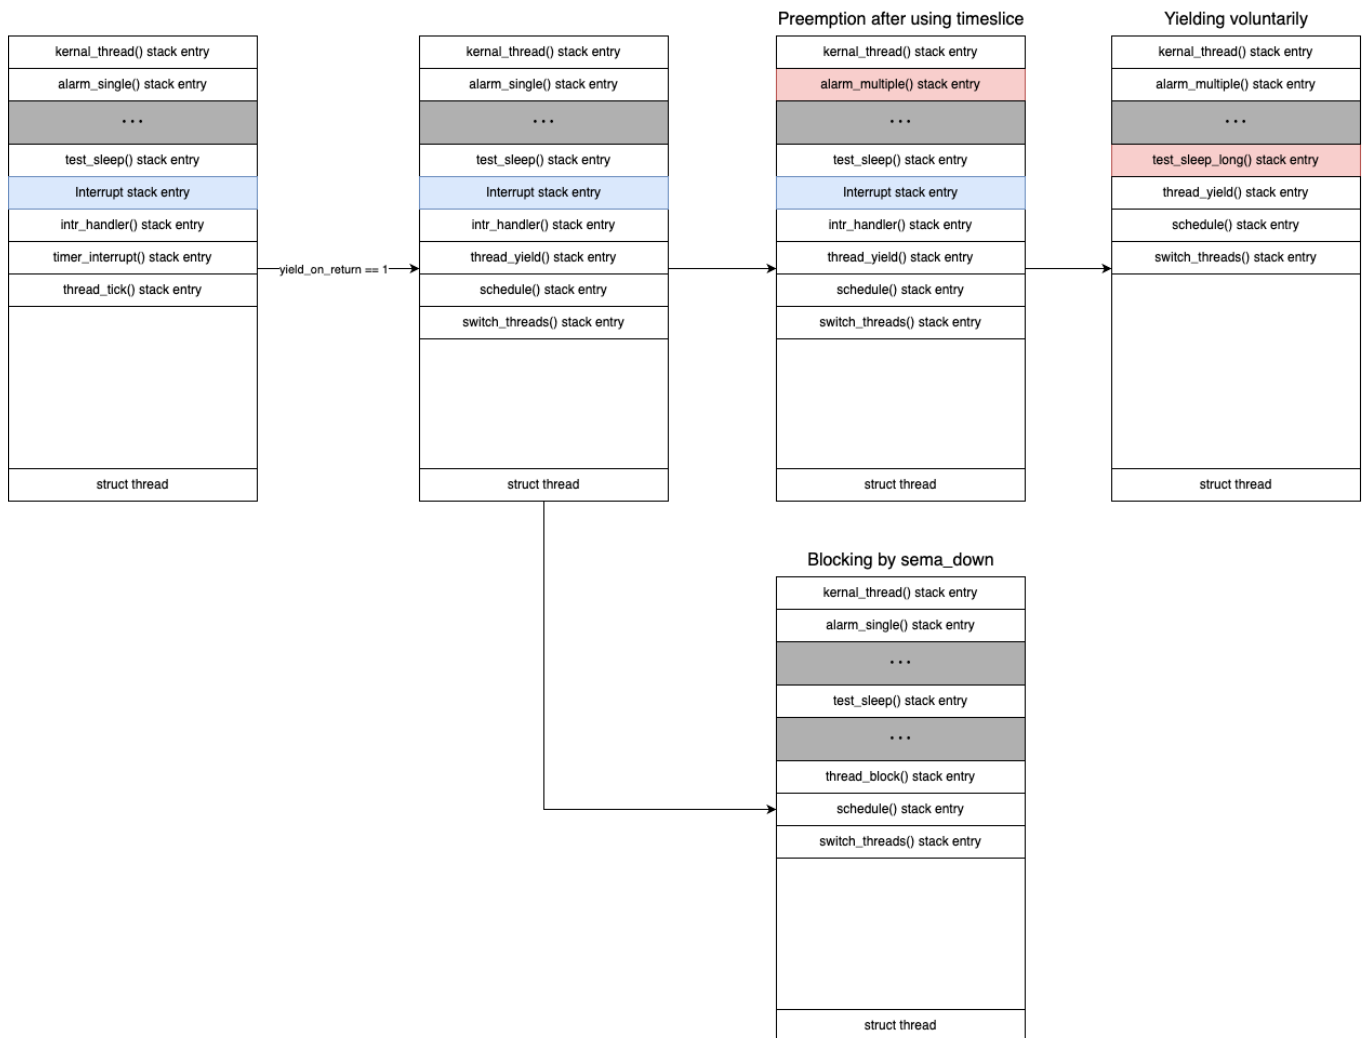 Preemption after using timeslice
Yielding voluntarily
kernal_thread() stack entry
alarm_single() stack entry
...
test_sleep() stack entry
Interrupt stack entry
intr_handler() stack entry
timer_interrupt() stack entry
thread_tick() stack entry
struct thread
yield_on_return == 1
kernal_thread() stack entry
alarm_single() stack entry
...
test_sleep() stack entry
Interrupt stack entry
intr_handler() stack entry
thread_yield() stack entry
schedule() stack entry
switch_threads() stack entry
struct thread
kernal_thread() stack entry
alarm_multiple() stack entry
...
test_sleep() stack entry
Interrupt stack entry
intr_handler() stack entry
thread_yield() stack entry
schedule() stack entry
switch_threads() stack entry
struct thread
kernal_thread() stack entry
alarm_multiple() stack entry
...
test_sleep_long() stack entry
thread_yield() stack entry
schedule() stack entry
switch_threads() stack entry
struct thread
Blocking by sema_down
kernal_thread() stack entry
alarm_single() stack entry
...
test_sleep() stack entry
...
thread_block() stack entry
schedule() stack entry
switch_threads() stack entry
struct thread